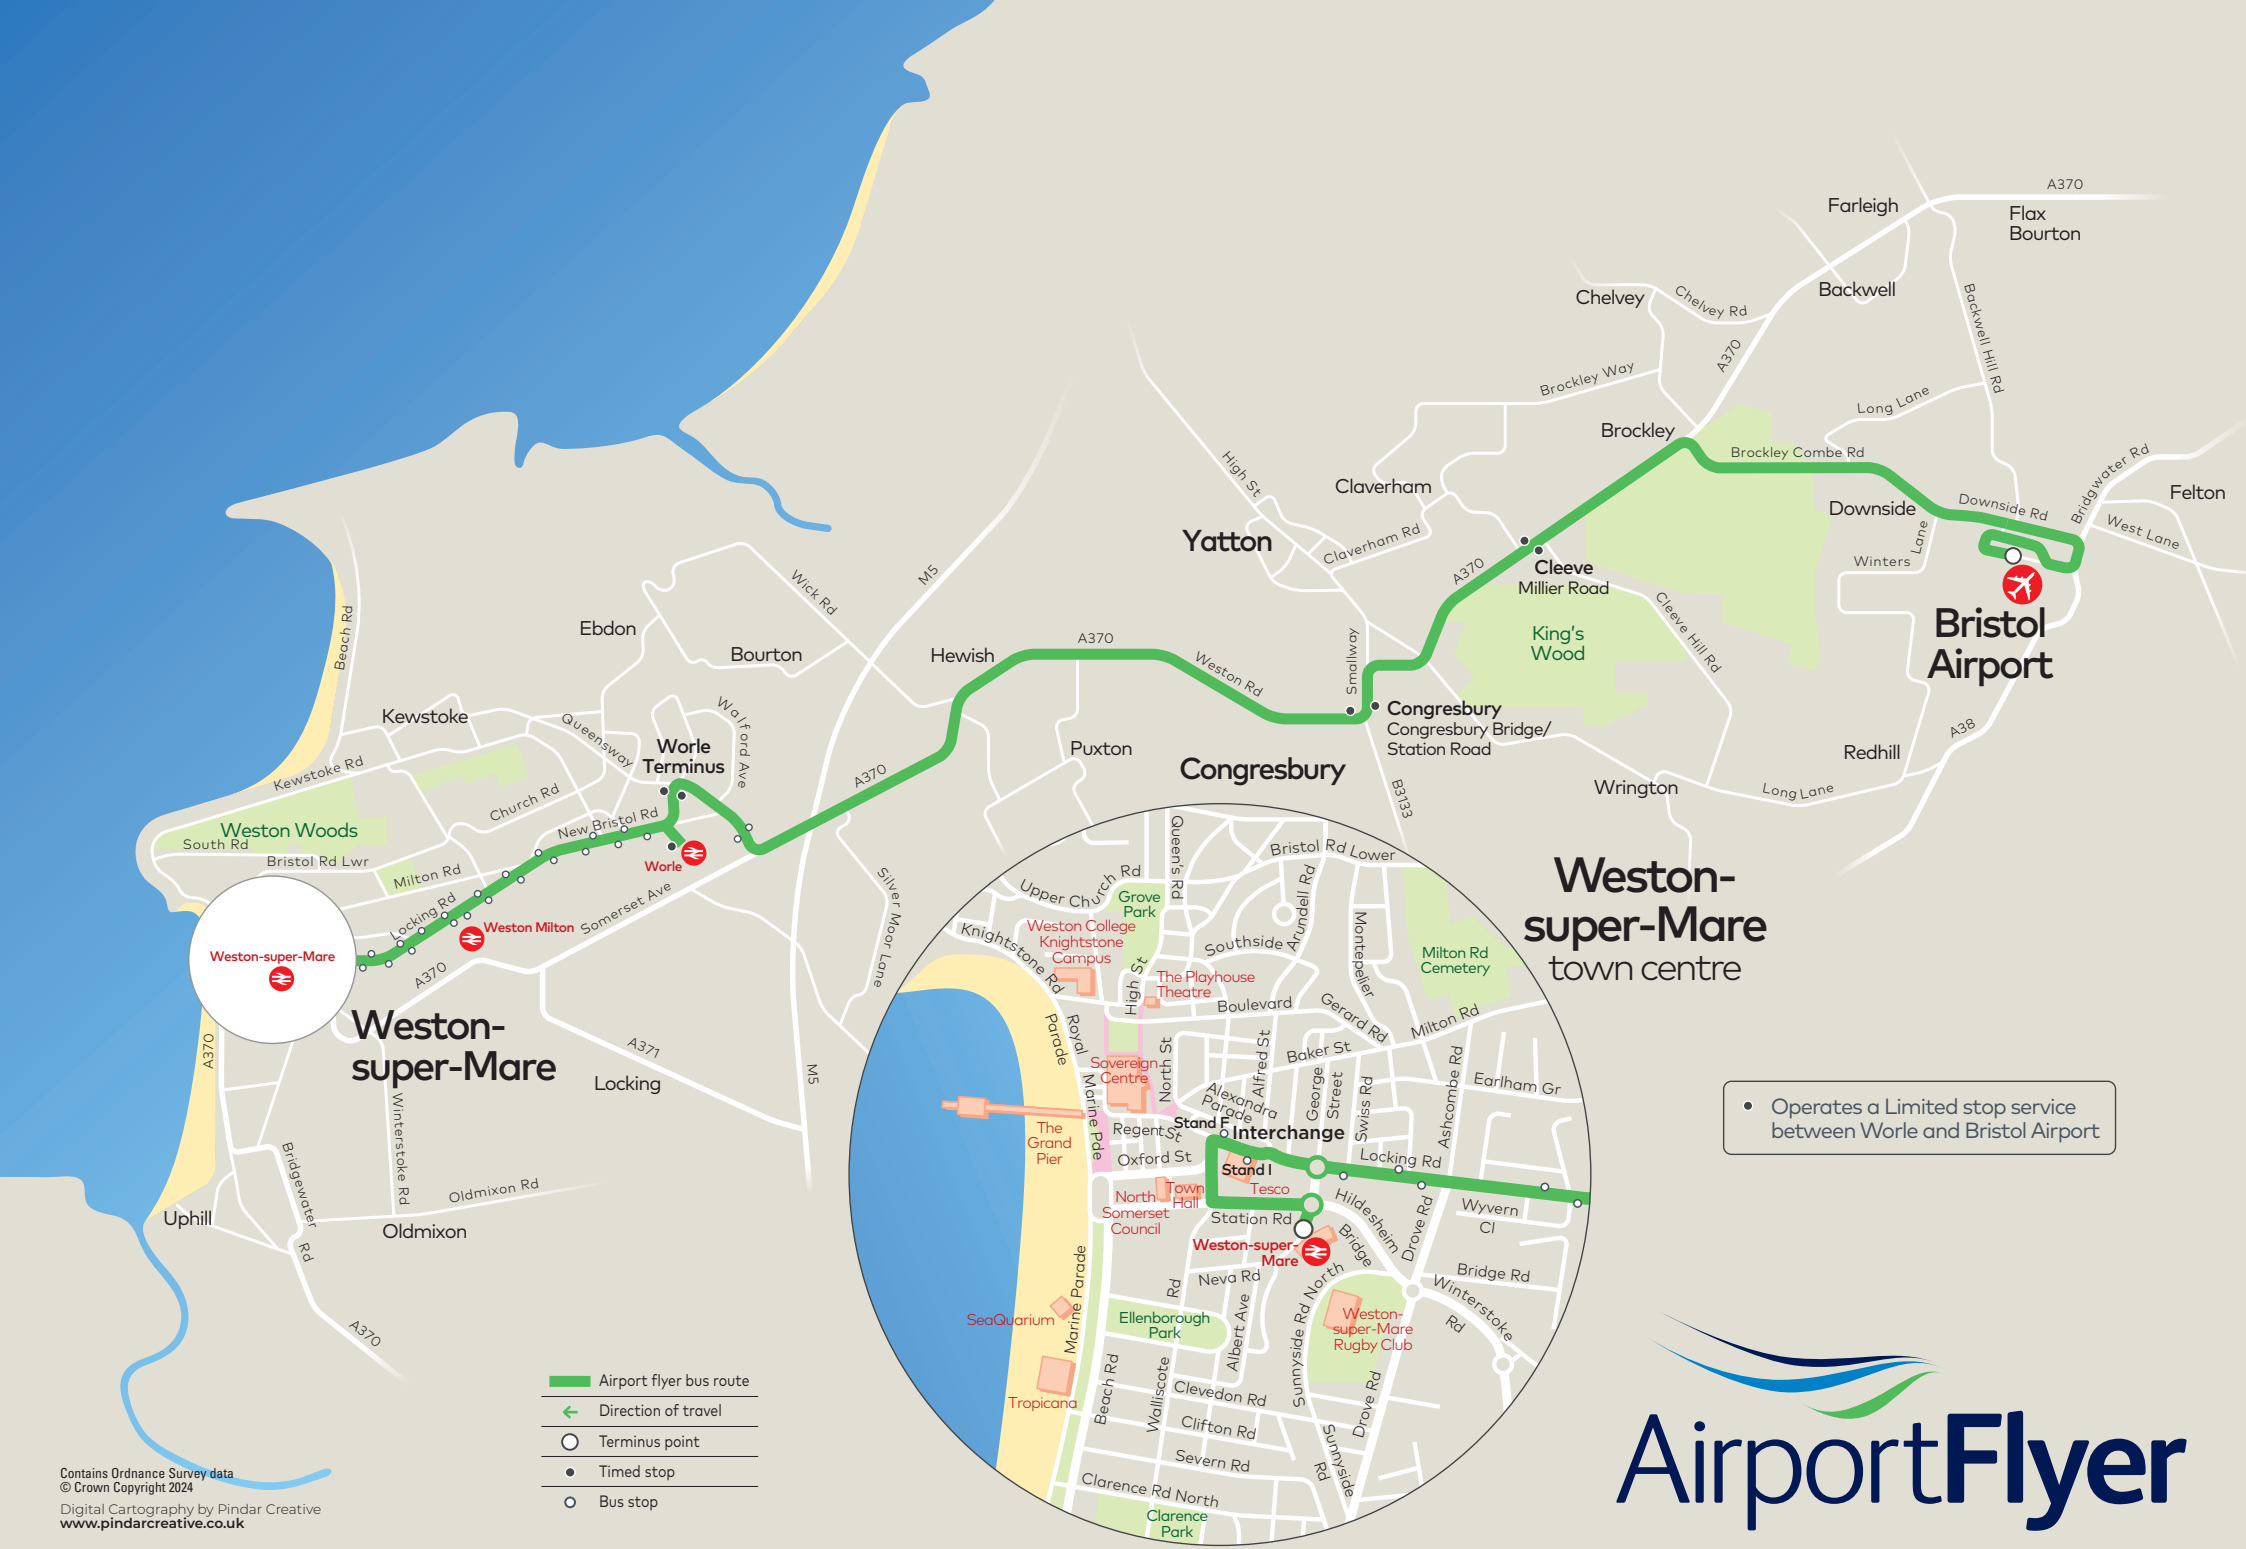 A370
Farleigh
Flax
Bourton
Backwell
Chelvey
Chelvey Rd
Backwell Hill Rd
A370
Brockley Way
Long Lane
Brockley
Brockley Combe Rd
Bridgwater Rd
High St
Claverham
Felton
Downside
Downside Rd
West Lane
Yatton
Claverham Rd
Winters
Lane
A370
Cleeve
Millier Road
M5
Wick Rd
Beach Rd
Ebdon
Bourton
Hewish
A370
Weston Rd
Smallway
King's
Wood
Cleeve Hill Rd
Bristol
Airport
Kewstoke
Queensway
Walford Ave
Worle
Terminus
Congresbury
Congresbury Bridge/
Station Road
A38
Puxton
Congresbury
Redhill
Kewstoke Rd
Church Rd
A370
B3133
Wrington
Long Lane
Weston Woods
South Rd
Bristol Rd Lwr
New Bristol Rd
Milton Rd
Worle
Locking Rd
Weston Milton
Somerset Ave
Silver Moor Lane
Weston-super-Mare
A370
Weston-
super-Mare
A370
A371
Locking
M5
Winterstoke Rd
Bridgewater
Rd
Oldmixon Rd
Uphill
Oldmixon
A370
Weston-
super-Mare
town centre
Queen's Rd
Bristol Rd Lower
Upper Church Rd
Grove
Park
Arundell Rd
Montepelier
Weston College
Knightstone
Campus
Knightstone Rd
Southside
Milton Rd
Cemetery
High St
The Playhouse
Theatre
Boulevard
Gerard Rd
Milton Rd
Royal
Parade
Sovereign
Centre
North St
Alfred St
Baker St
George
Street
Swiss Rd
Ashcombe Rd
Earlham Gr
Alexandra
Parade
Marine Pde
The
Grand
Pier
Regent St
Stand F
Interchange
Oxford St
Stand I
Locking Rd
Tesco
Town
Hall
North
Somerset
Council
Station Rd
Hildesheim
Bridge
Drove Rd
Wyvern
Cl
Weston-super-
Mare
Neva Rd
Bridge Rd
Winterstoke
Rd
Marine Parade
SeaQuarium
Ellenborough
Park
Rd
Albert Ave
Sunnyside Rd North
Weston-
super-Mare
Rugby Club
Tropicana
Beach Rd
Walliscote
Clevedon Rd
Drove Rd
Clifton Rd
Severn Rd
Sunnyside
Rd
Clarence Rd North
Clarence
Park
Operates a Limited stop service
between Worle and Bristol Airport
Airport flyer bus route
Direction of travel
Terminus point
Timed stop
Bus stop
Contains Ordnance Survey data
© Crown Copyright 2024
Digital Cartography by Pindar Creative
www.pindarcreative.co.uk
AirportFlyer